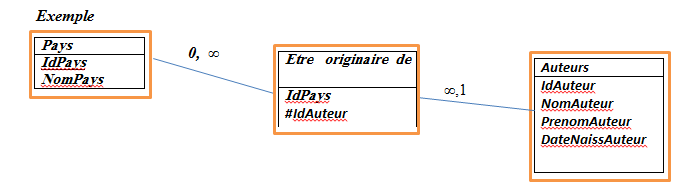 Exemple
Pays
IdPays
NomPays
0, ∞
Etre originaire de
IdPays
#IdAuteur
∞,1
Auteurs
IdAuteur
NomAuteur
PrenomAuteur
DateNaissAuteur